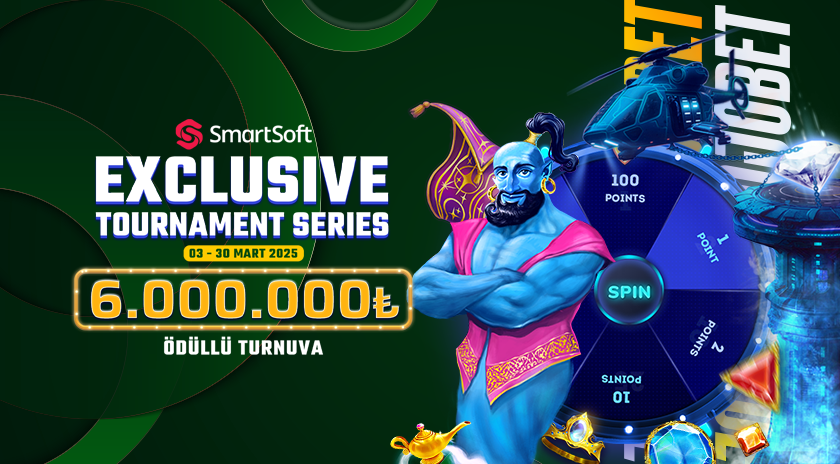 SmartSoft
EXCLUSIVE
TOURNAMENT SERIES
03 - 30 MART 2025
6.000.000₺
ÖDÜLLÜ TURNUVA
100
POINTS
1
POINT
SPIN
2
POINTS
10
POINTS